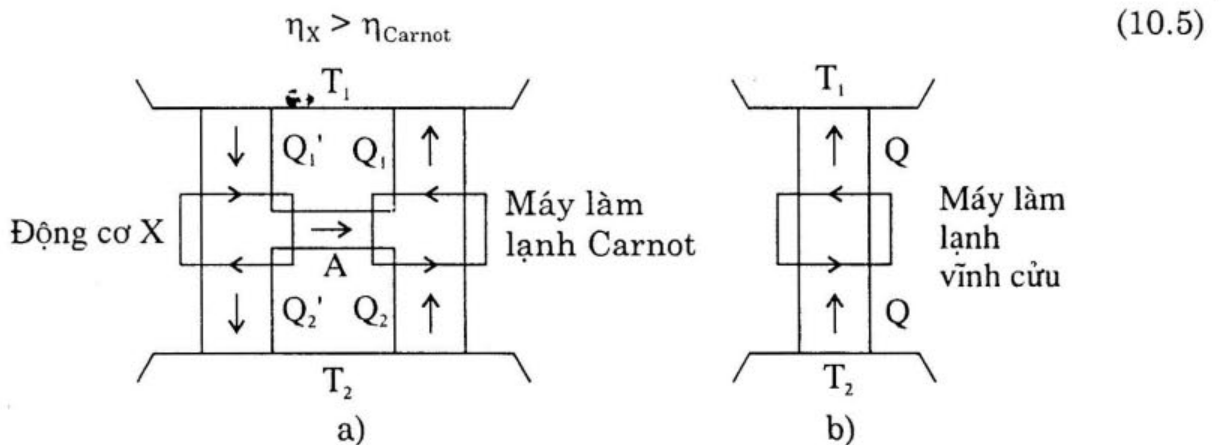 η_X > η_Carnot (10.5)
T₁
Q₁' Q₁
Động cơ X
A
Máy làm
lạnh Carnot
Q₂' Q₂
T₂
a)
T₁
Q
Máy làm
lạnh
vĩnh cửu
Q
T₂
b)